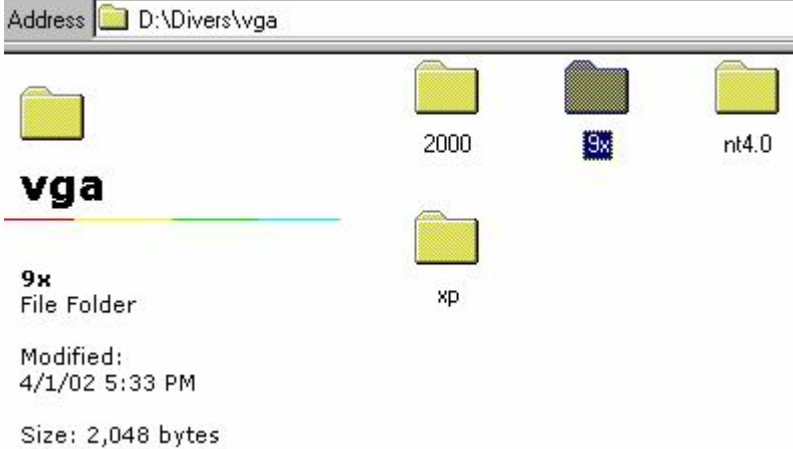 Address D:\Divers\vga
2000 9x nt4.0
vga
xp
9x
File Folder
Modified:
4/1/02 5:33 PM
Size: 2,048 bytes